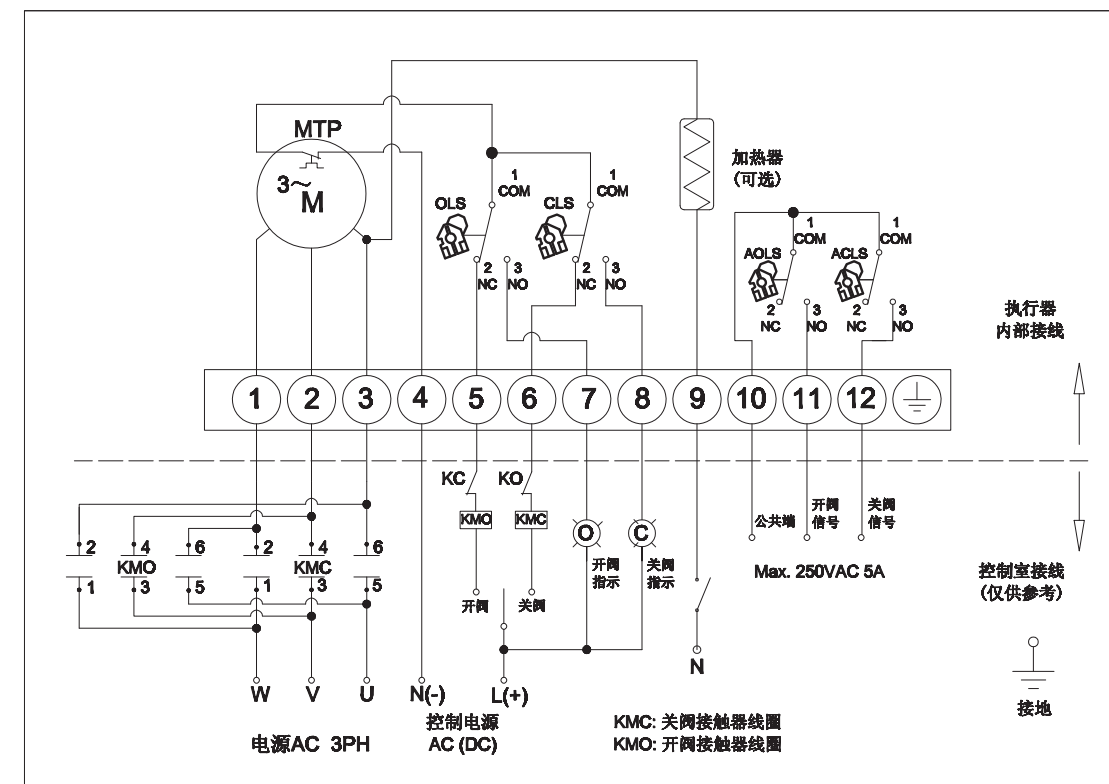 MTP
3～
M
OLS
1
COM
2
NC
3
NO
CLS
1
COM
2
NC
3
NO
加热器
(可选)
AOLS
1
COM
2
NC
3
NO
ACLS
1
COM
2
NC
3
NO
执行器
内部接线
1 2 3 4 5 6 7 8 9 10 11 12
KC
KO
KMO
KMC
O
C
开阀
指示
关阀
指示
开阀
关阀
公共端
开阀
信号
关阀
信号
Max. 250VAC 5A
控制室接线
(仅供参考)
2 4 6 2 4 6
KMO KMC
1 3 5 1 3 5
W V U N(-) L(+)
N
接地
电源AC 3PH
控制电源
AC (DC)
KMC: 关阀接触器线圈
KMO: 开阀接触器线圈